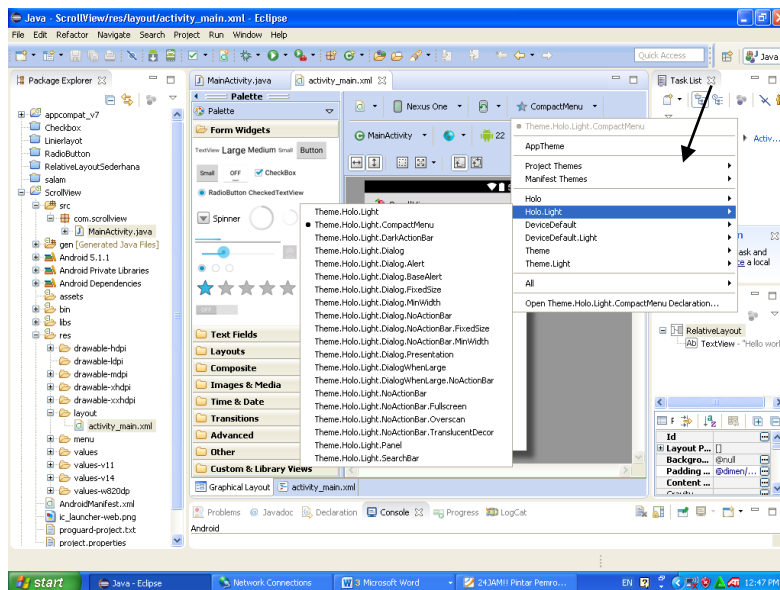 Java - ScrollView/res/layout/activity_main.xml - Eclipse
File Edit Refactor Navigate Search Project Run Window Help
Quick Access
Java
Package Explorer
appcompat_v7
Checkbox
Linierlayot
RadioButton
RelativeLayoutSederhana
salam
ScrollView
src
com.scrollview
MainActivity.java
gen [Generated Java Files]
Android 5.1.1
Android Private Libraries
Android Dependencies
assets
bin
libs
res
drawable-hdpi
drawable-ldpi
drawable-mdpi
drawable-xhdpi
drawable-xxhdpi
layout
activity_main.xml
menu
values
values-v11
values-v14
values-w820dp
AndroidManifest.xml
ic_launcher-web.png
proguard-project.txt
project.properties
MainActivity.java
activity_main.xml
Palette
Palette
Form Widgets
TextView Large Medium Small Button
Small OFF CheckBox
RadioButton CheckedTextView
Spinner
OFF
Text Fields
Layouts
Composite
Images & Media
Time & Date
Transitions
Advanced
Other
Custom & Library Views
Graphical Layout
activity_main.xml
Nexus One
CompactMenu
MainActivity
22
Theme.Holo.Light.CompactMenu
AppTheme
Project Themes
Manifest Themes
Holo
Holo.Light
DeviceDefault
DeviceDefault.Light
Theme
Theme.Light
All
Open Theme.Holo.Light.CompactMenu Declaration...
Theme.Holo.Light
Theme.Holo.Light.CompactMenu
Theme.Holo.Light.DarkActionBar
Theme.Holo.Light.Dialog
Theme.Holo.Light.Dialog.Alert
Theme.Holo.Light.Dialog.BaseAlert
Theme.Holo.Light.Dialog.FixedSize
Theme.Holo.Light.Dialog.MinWidth
Theme.Holo.Light.Dialog.NoActionBar
Theme.Holo.Light.Dialog.NoActionBar.FixedSize
Theme.Holo.Light.Dialog.NoActionBar.MinWidth
Theme.Holo.Light.Dialog.Presentation
Theme.Holo.Light.DialogWhenLarge
Theme.Holo.Light.DialogWhenLarge.NoActionBar
Theme.Holo.Light.NoActionBar
Theme.Holo.Light.NoActionBar.Fullscreen
Theme.Holo.Light.NoActionBar.Overscan
Theme.Holo.Light.NoActionBar.TranslucentDecor
Theme.Holo.Light.Panel
Theme.Holo.Light.SearchBar
Task List
Activ...
ask and
a local
RelativeLayout
Ab TextView - "Hello worl
Id
Layout P... []
Backgro... @null
Padding ... @dimen/...
Content ...
Gravity
Problems @ Javadoc Declaration Console Progress LogCat
Android
start
Java - Eclipse
Network Connections
3 Microsoft Word
24JAM!! Pintar Pemro...
EN
12:47 PM